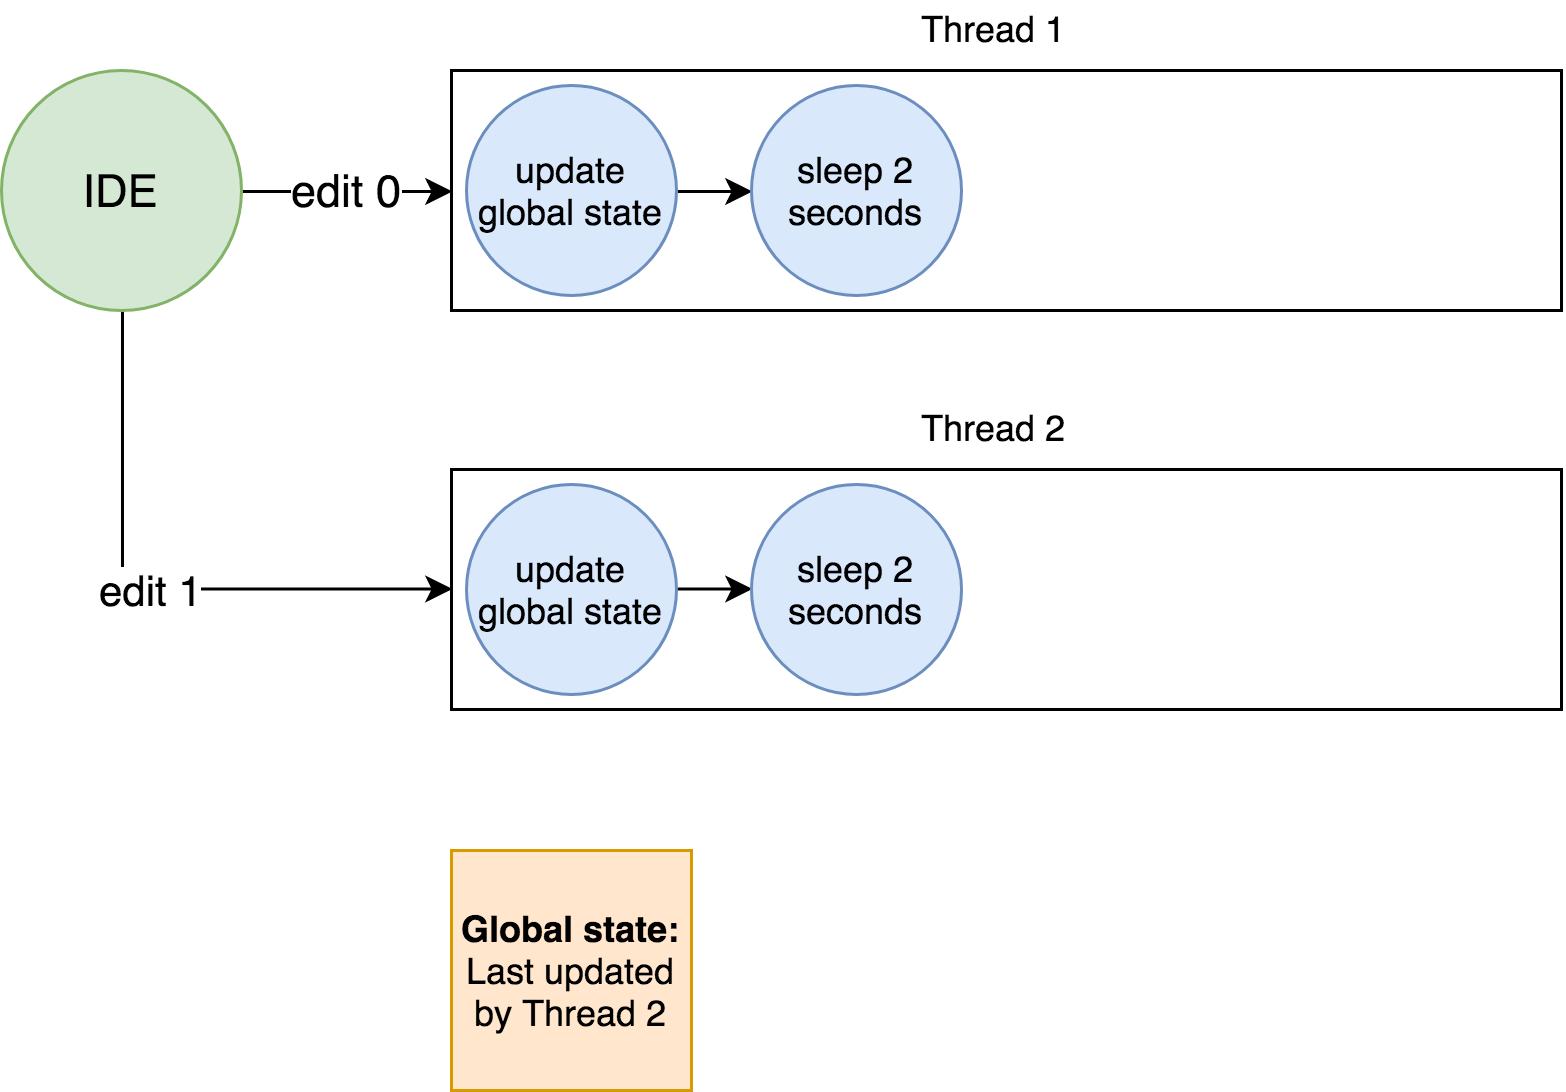 Thread 1
IDE
edit 0
update
global state
sleep 2
seconds
Thread 2
edit 1
update
global state
sleep 2
seconds
Global state:
Last updated
by Thread 2